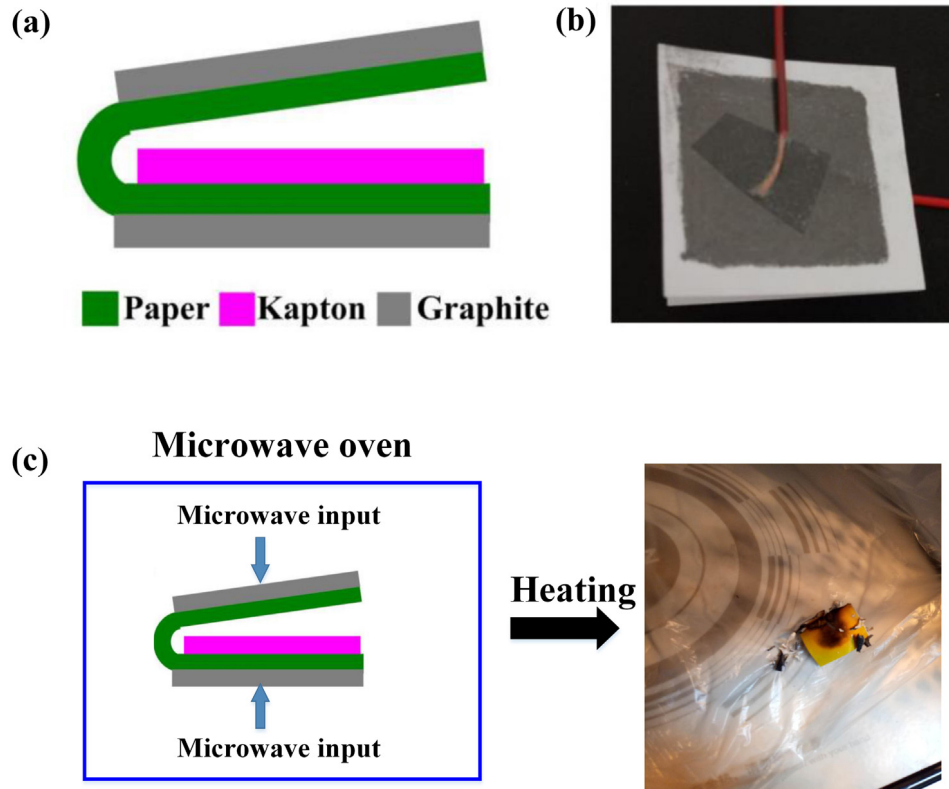 (a)
(b)
Paper Kapton Graphite
(c)
Microwave oven
Microwave input
Heating
Microwave input